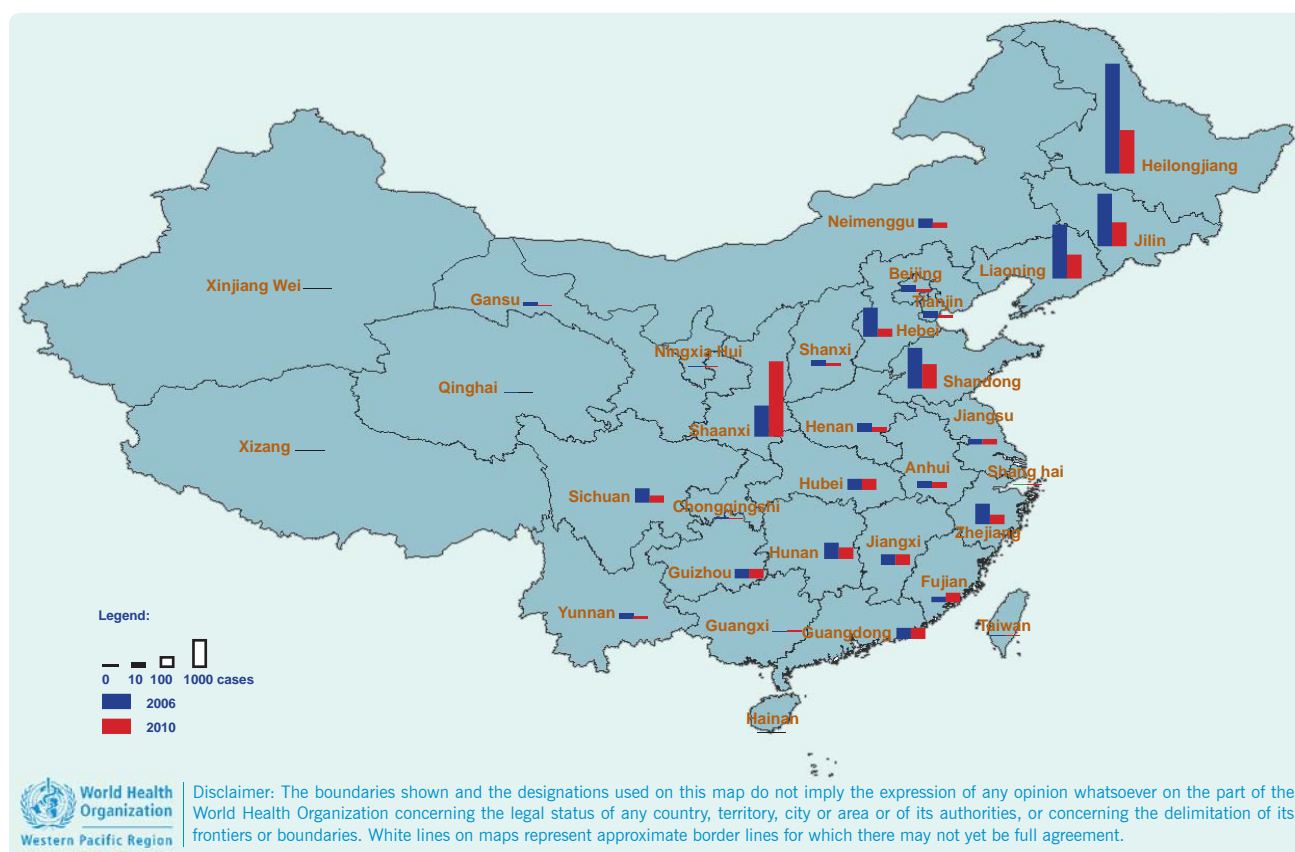 Heilongjiang
Neimenggu
Jilin
Beijing
Liaoning
Xinjiang Wei
Gansu
Tianjin
Hebei
Ningxia Hui
Shanxi
Qinghai
Shandong
Jiangsu
Shaanxi
Henan
Xizang
Anhui
Shang hai
Hubei
Sichuan
Chongqingshi
Zhejiang
Hunan
Jiangxi
Guizhou
Fujian
Yunnan
Guangxi
Guangdong
Taiwan
Hainan
Legend:
0 10 100 1000 cases
2006
2010
World Health
Organization
Western Pacific Region
Disclaimer: The boundaries shown and the designations used on this map do not imply the expression of any opinion whatsoever on the part of the
World Health Organization concerning the legal status of any country, territory, city or area or of its authorities, or concerning the delimitation of its
frontiers or boundaries. White lines on maps represent approximate border lines for which there may not yet be full agreement.